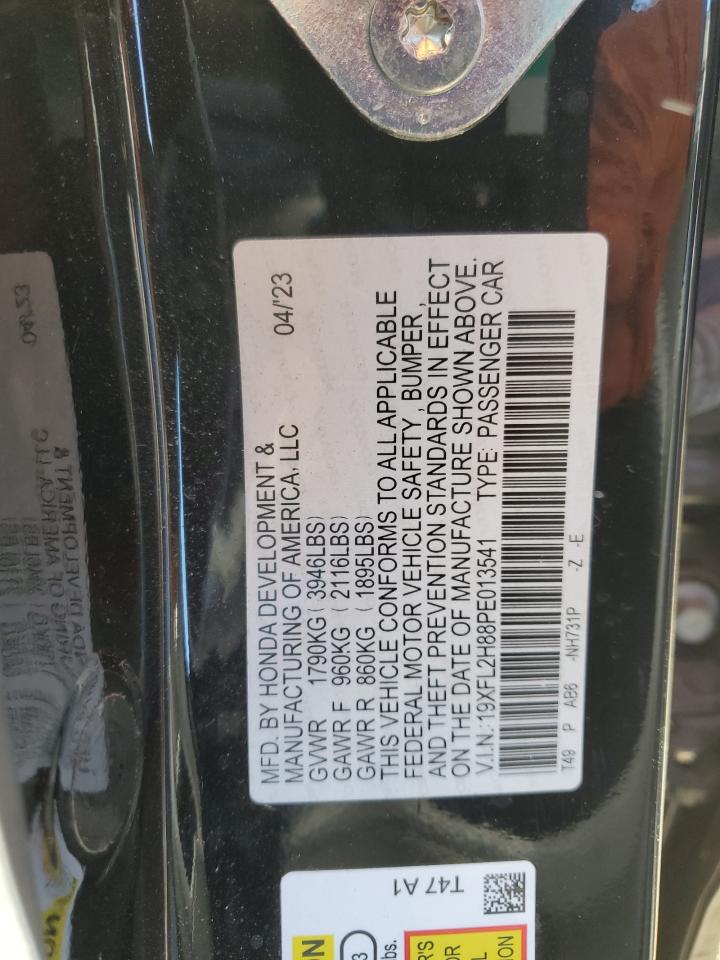 MFD. BY HONDA DEVELOPMENT & 
MANUFACTURING OF AMERICA, LLC 04/'23
GVWR 1790KG ( 3946LBS)
GAWR F 960KG ( 2116LBS)
GAWR R 860KG ( 1895LBS)
THIS VEHICLE CONFORMS TO ALL APPLICABLE
FEDERAL MOTOR VEHICLE SAFETY, BUMPER,
AND THEFT PREVENTION STANDARDS IN EFFECT
ON THE DATE OF MANUFACTURE SHOWN ABOVE.
V.I.N.:19XFL2H88PE013541 TYPE: PASSENGER CAR
T49 P AB6 -NH731P -Z -E
T47 A1